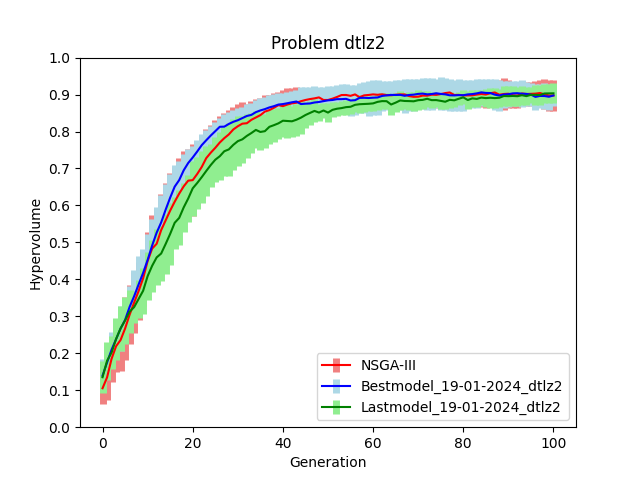 Problem dtlz2
Hypervolume
1.0
0.9
0.8
0.7
0.6
0.5
0.4
0.3
0.2
0.1
0.0
NSGA-III
Bestmodel_19-01-2024_dtlz2
Lastmodel_19-01-2024_dtlz2
0 20 40 60 80 100
Generation